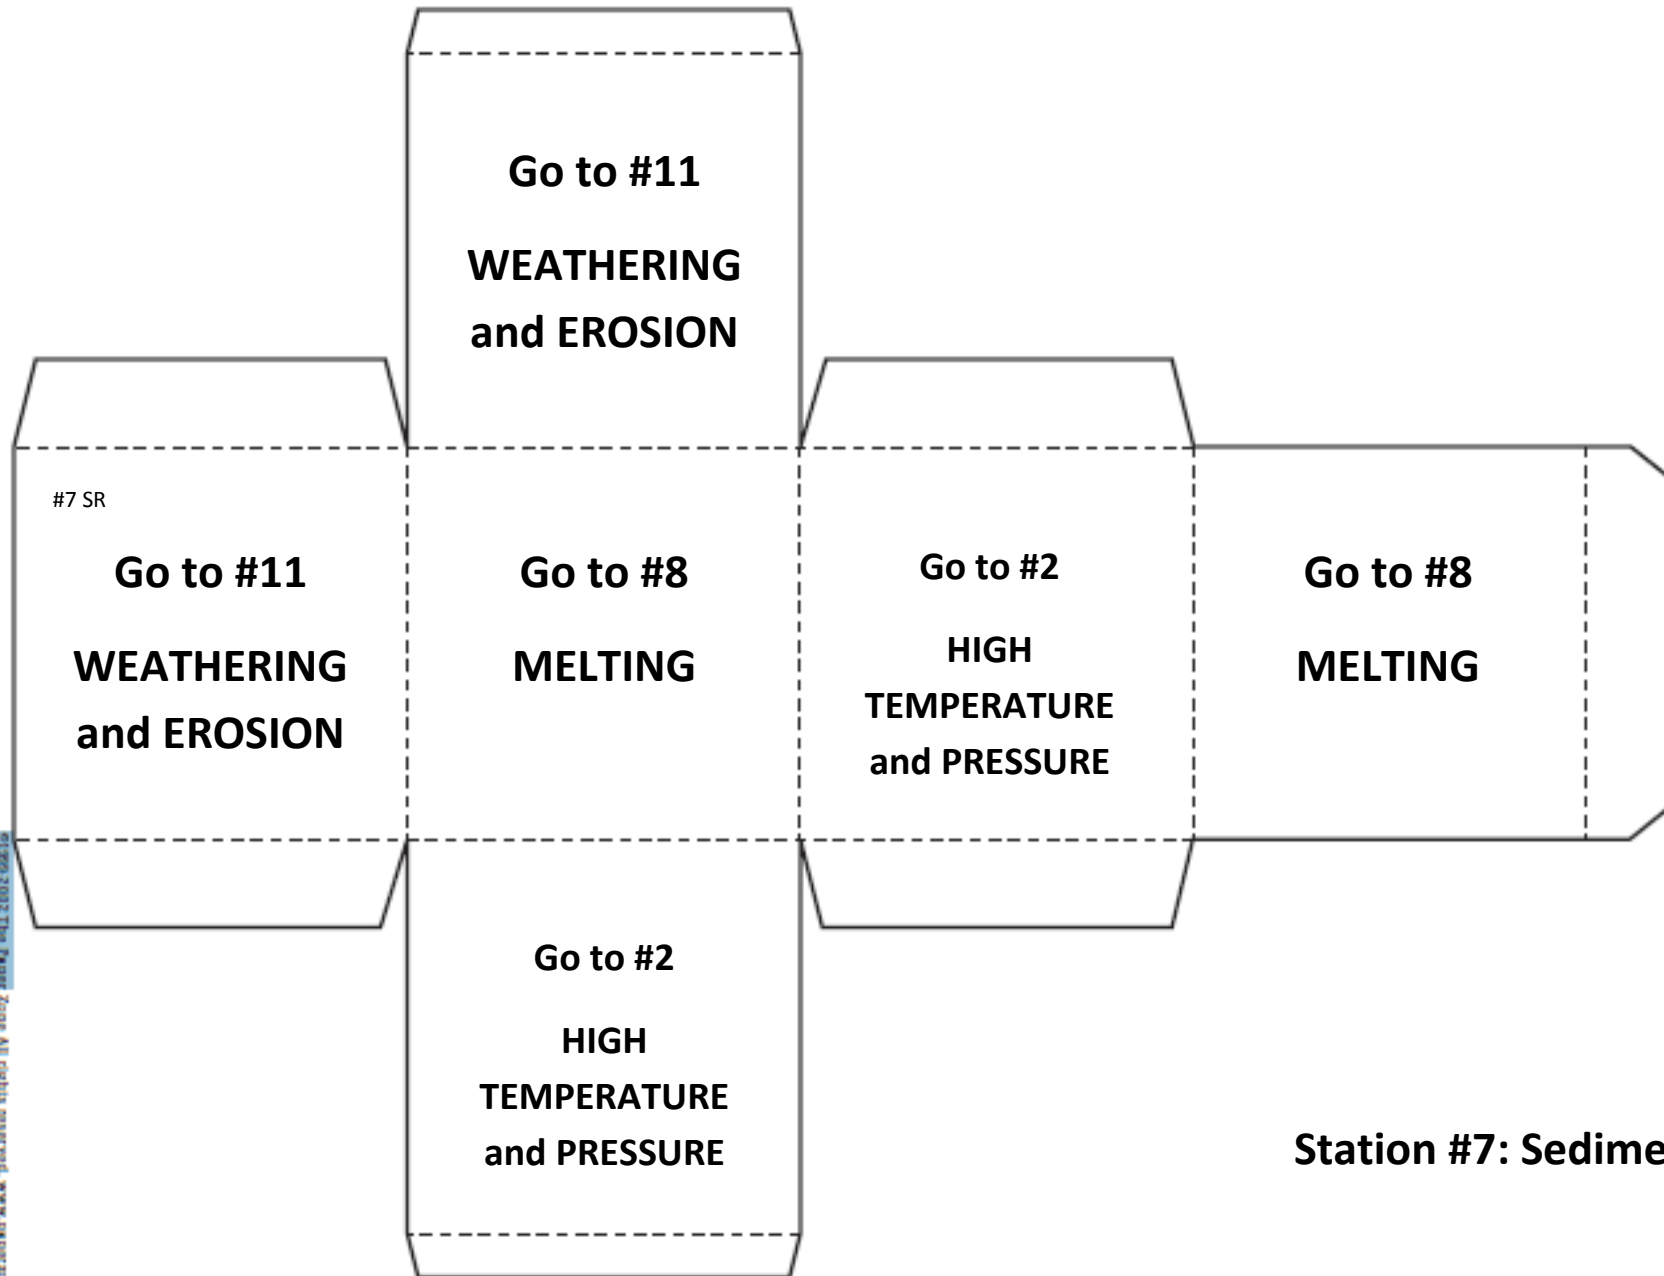 Go to #11
WEATHERING
and EROSION
#7 SR
Go to #11
WEATHERING
and EROSION
Go to #8
MELTING
Go to #2
HIGH
TEMPERATURE
and PRESSURE
Go to #8
MELTING
Go to #2
HIGH
TEMPERATURE
and PRESSURE
Station #7: Sedime